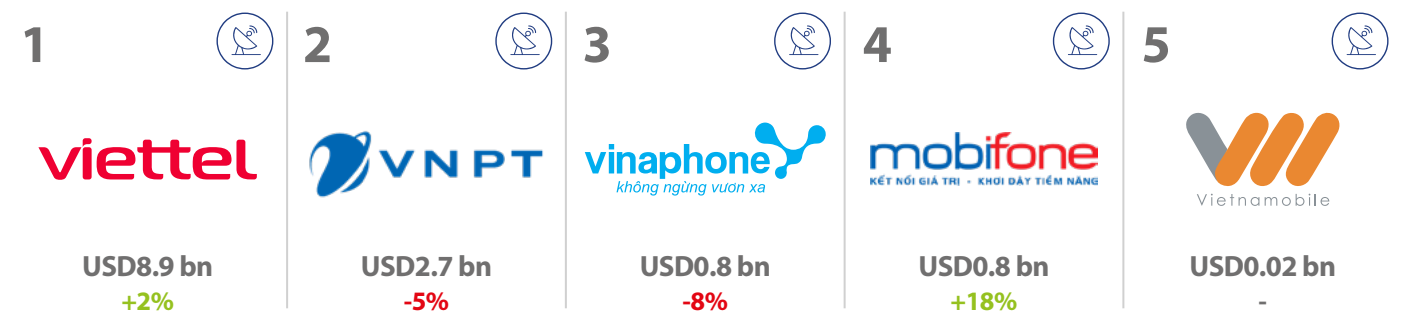 1
viettel
USD8.9 bn
+2%
2
VNPT
USD2.7 bn
-5%
3
vinaphone
không ngừng vươn xa
USD0.8 bn
-8%
4
mobifone
KẾT NỐI GIÁ TRỊ - KHƠI DẬY TIỀM NĂNG
USD0.8 bn
+18%
5
Vietnamobile
USD0.02 bn
-